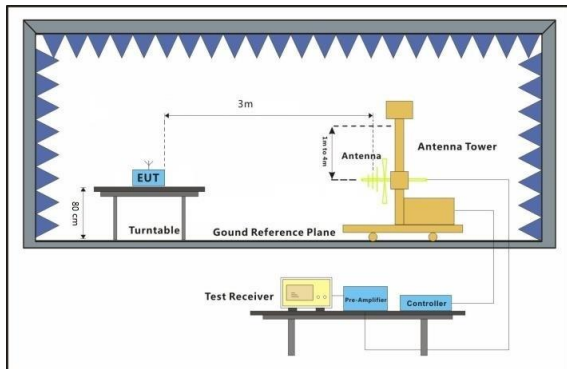 3m
1m to 4m
Antenna
Antenna Tower
EUT
80 cm
Turntable
Gound Reference Plane
Test Receiver
Pre-Amplifier
Controller